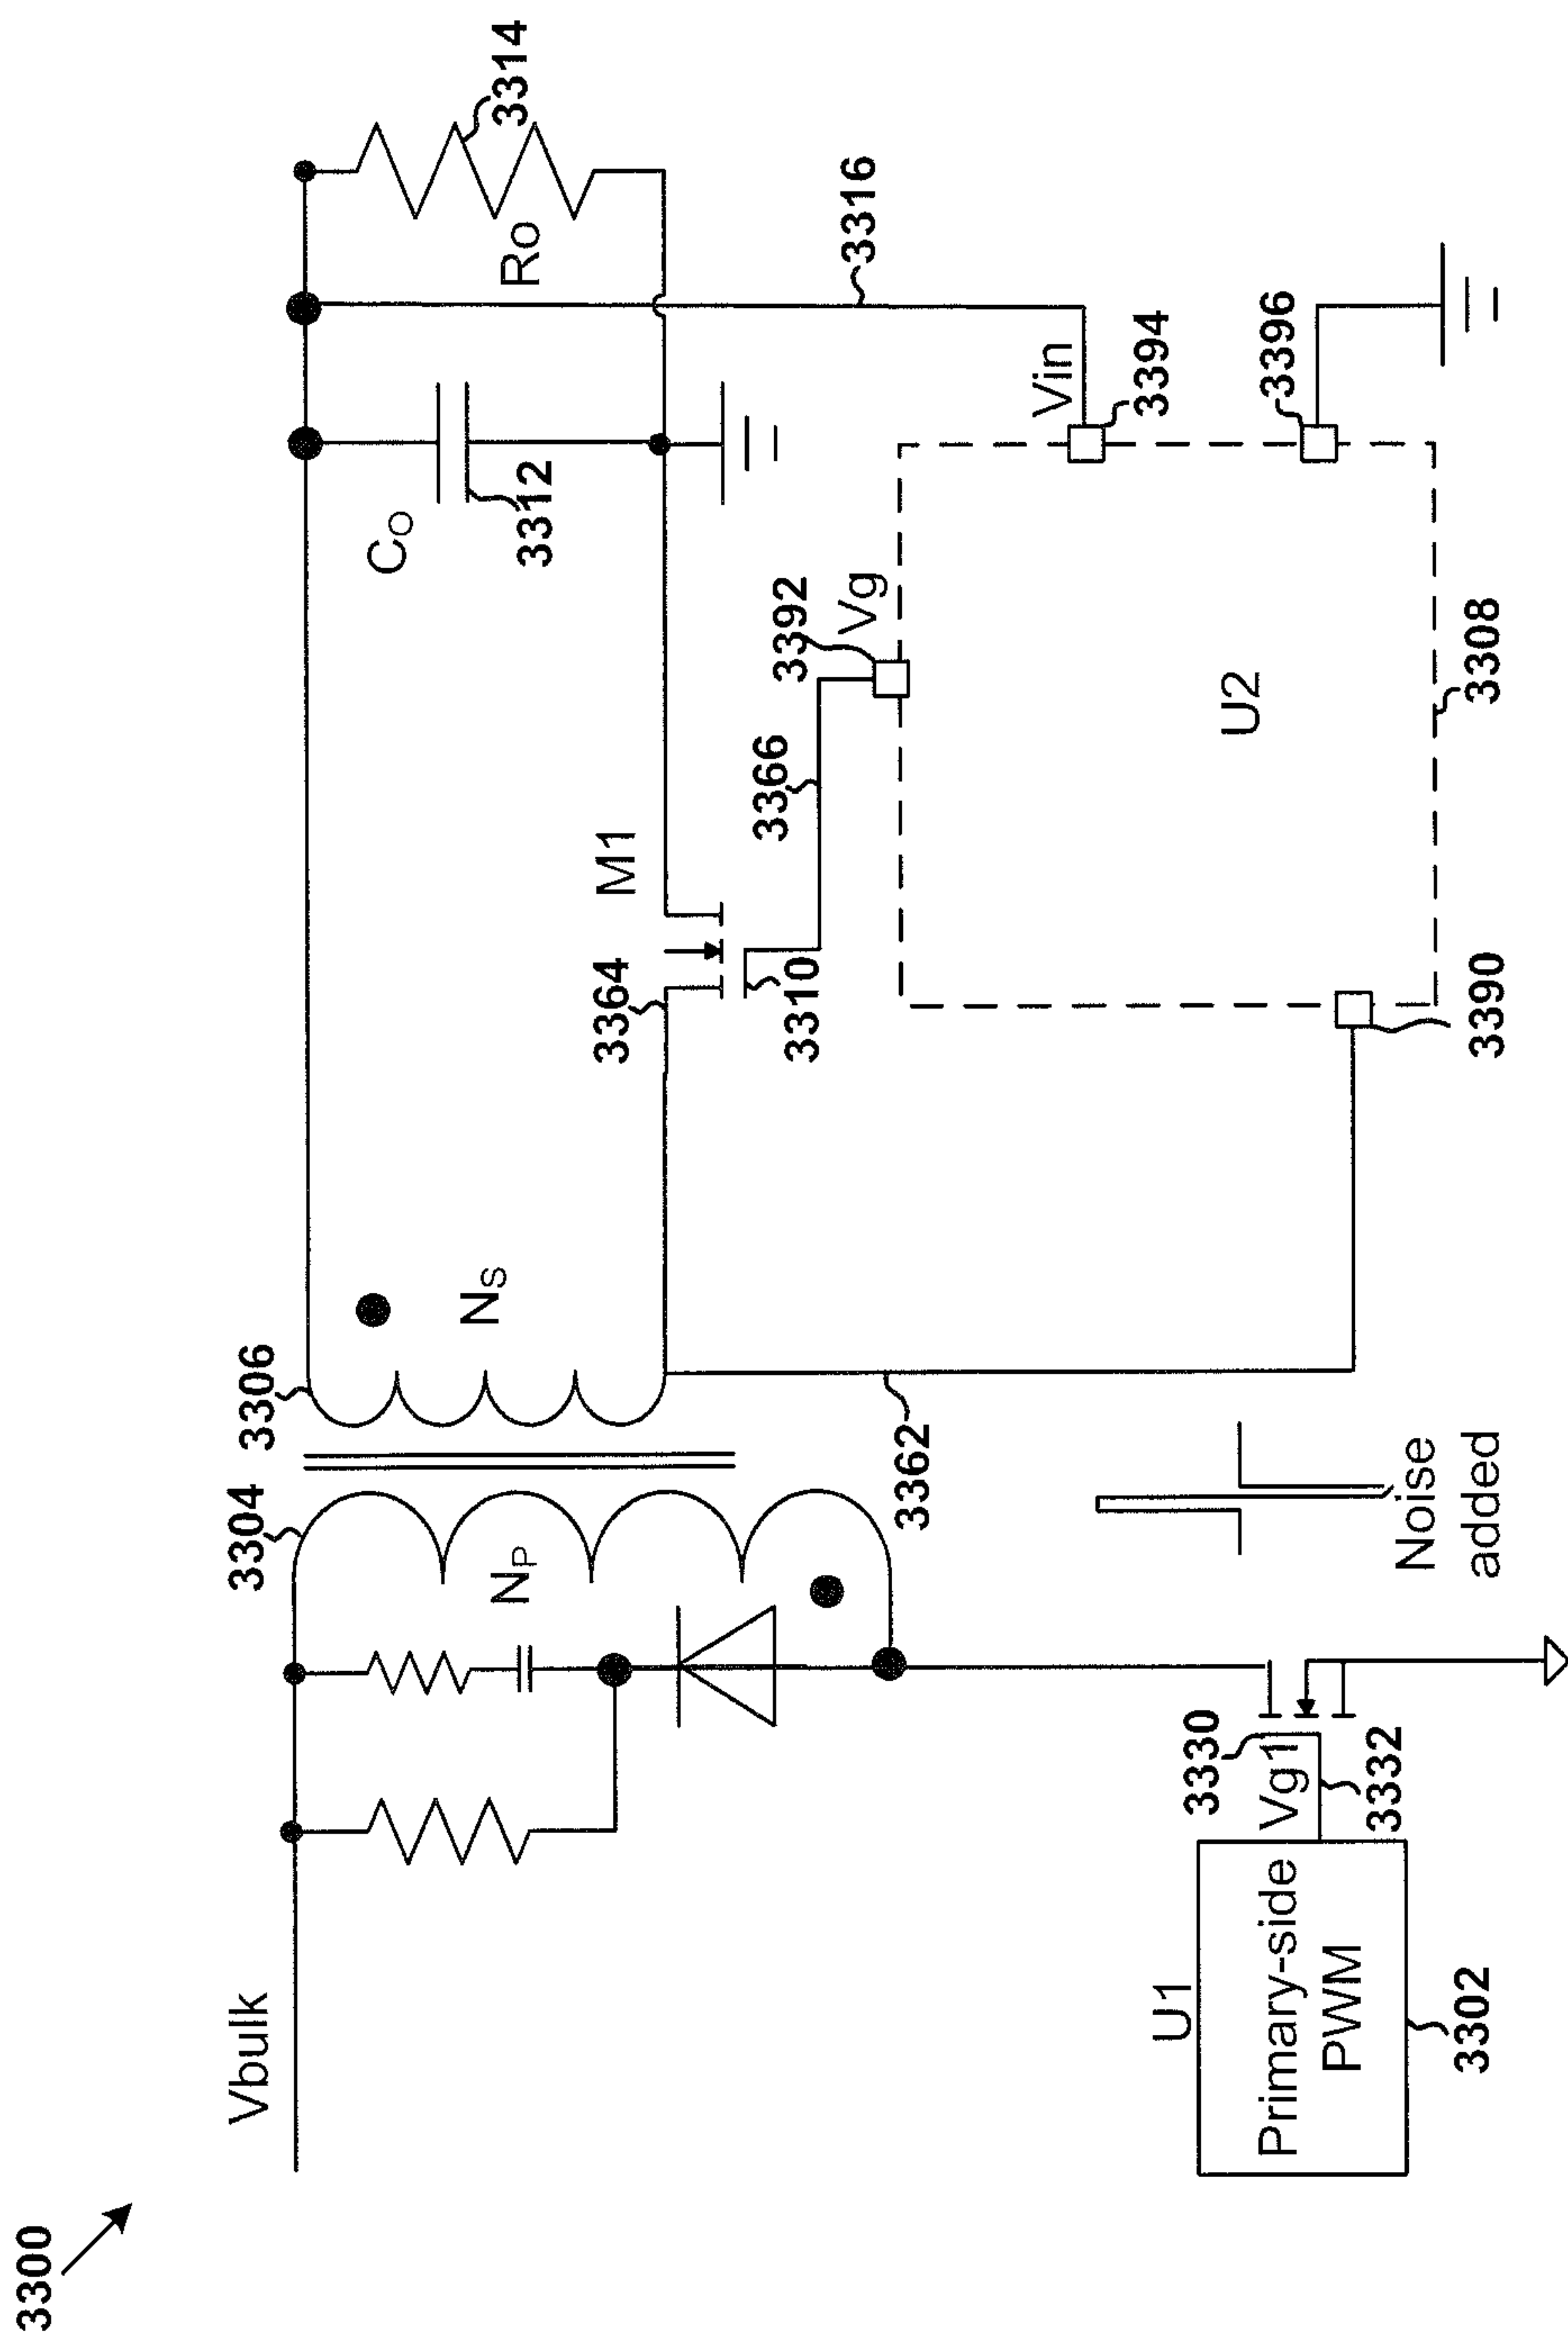 3300
Vbulk
3304
3306
NP
NS
CO
3312
Ro
3314
3364
M1
3310
3366
3392
Vg
3316
Vin
3394
3396
U2
3308
3390
3362
Noise
added
3330
Vg1
3332
U1
Primary-side
PWM
3302